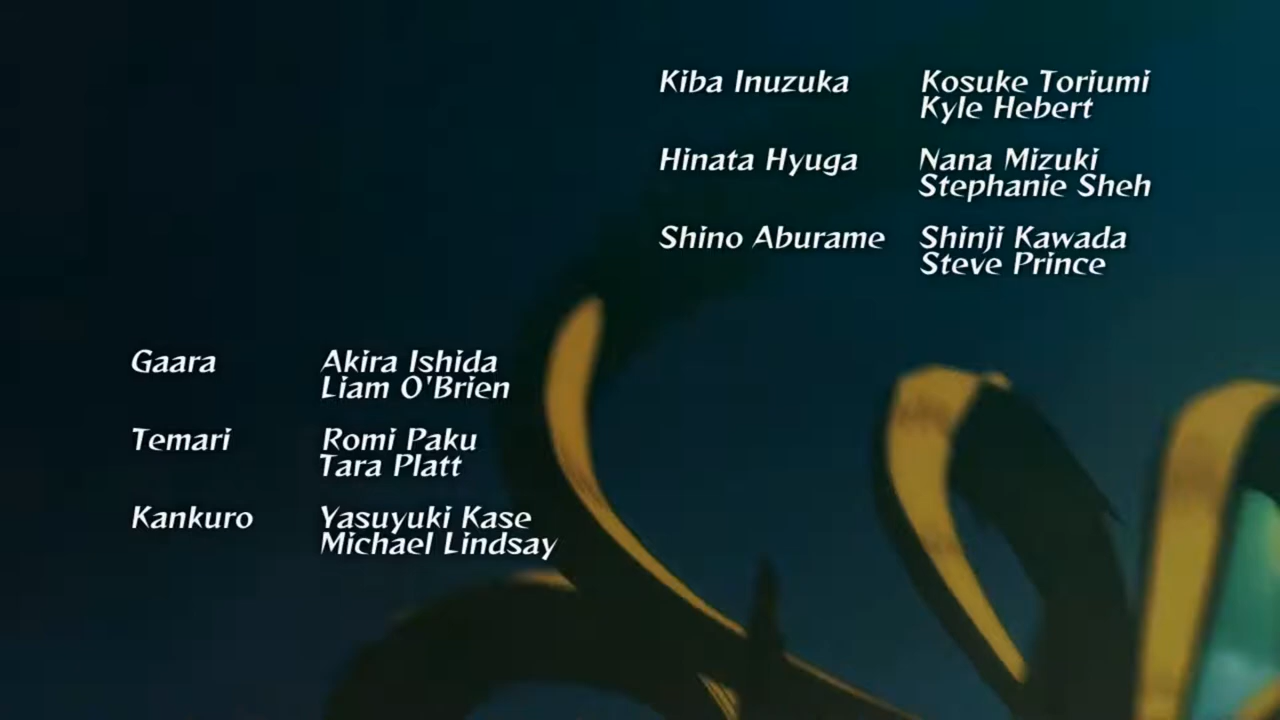 Kiba Inuzuka Kosuke Toriumi
Kyle Hebert
Hinata Hyuga Nana Mizuki
Stephanie Sheh
Shino Aburame Shinji Kawada
Steve Prince
Gaara Akira Ishida
Liam O'Brien
Temari Romi Paku
Tara Platt
Kankuro Yasuyuki Kase
Michael Lindsay